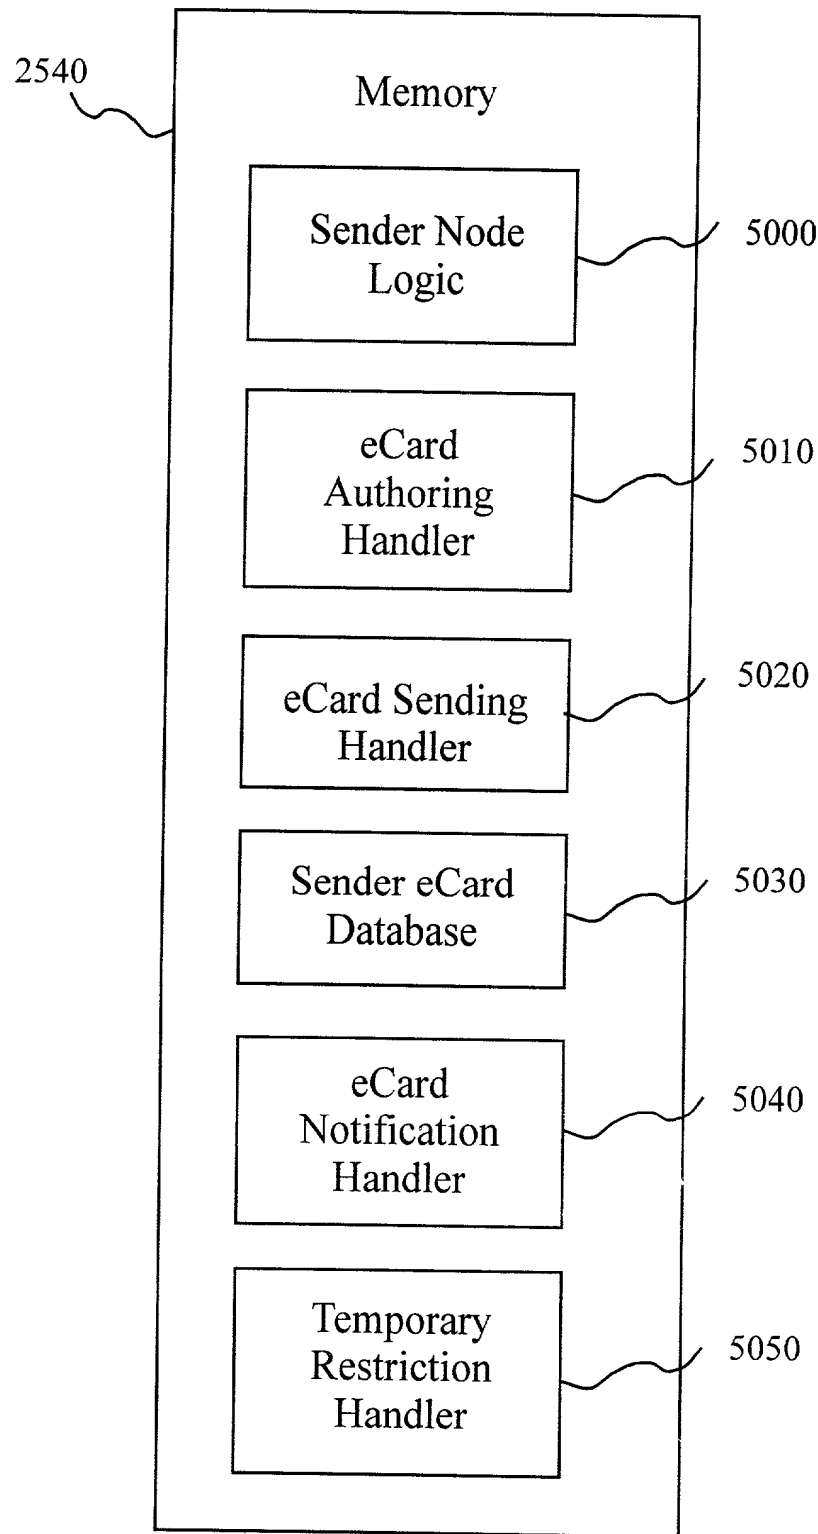 2540
Memory
Sender Node
Logic
5000
eCard
Authoring
Handler
5010
eCard Sending
Handler
5020
Sender eCard
Database
5030
eCard
Notification
Handler
5040
Temporary
Restriction
Handler
5050